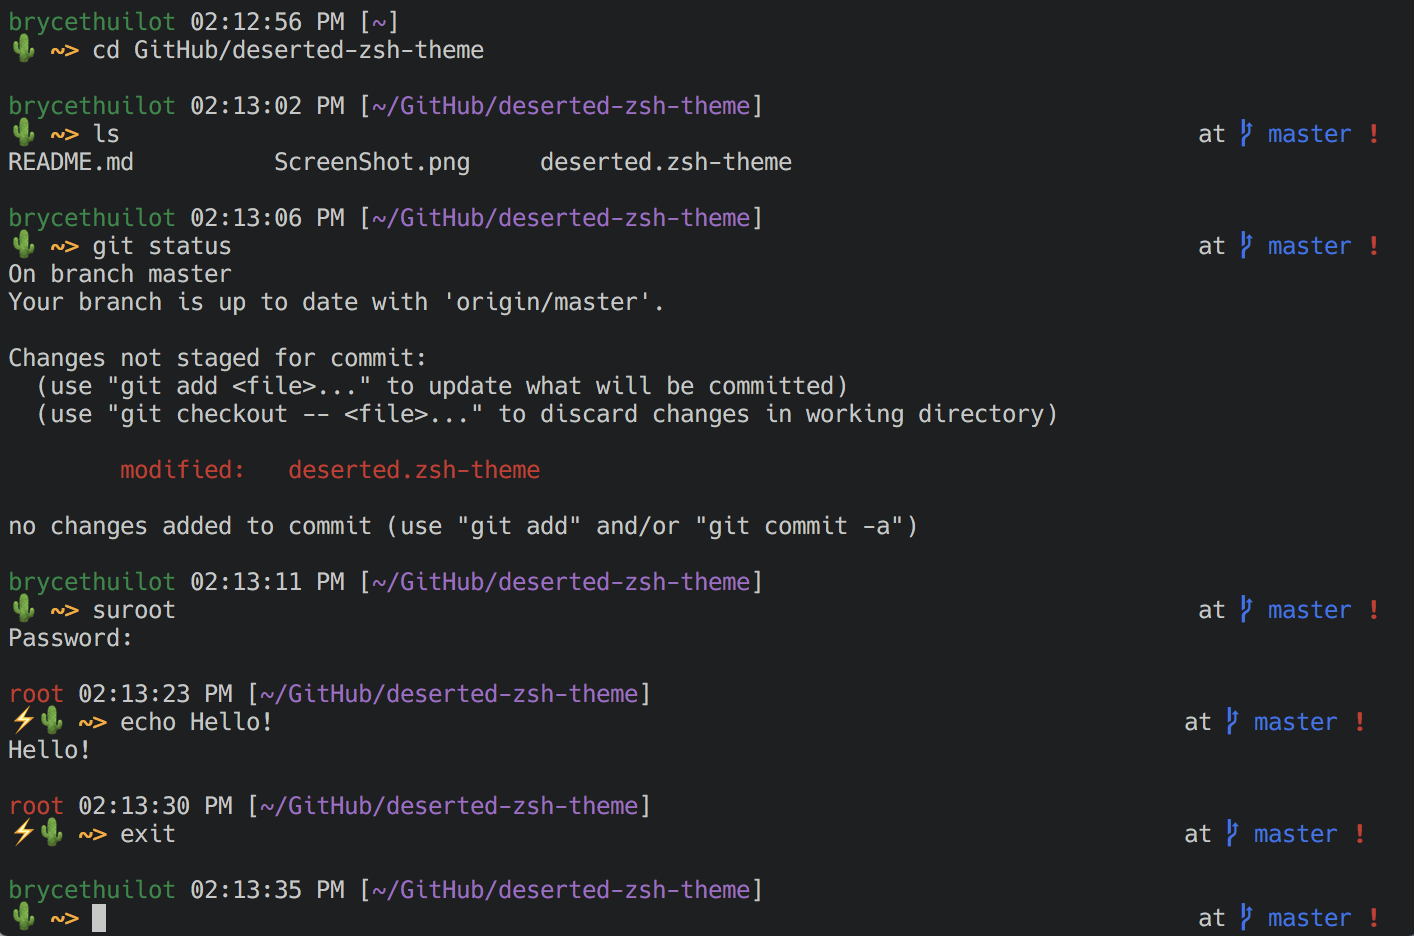 brycethuilot 02:12:56 PM [~]
🌵 ~> cd GitHub/deserted-zsh-theme
brycethuilot 02:13:02 PM [~/GitHub/deserted-zsh-theme]
🌵 ~> ls at master !
README.md ScreenShot.png deserted.zsh-theme
brycethuilot 02:13:06 PM [~/GitHub/deserted-zsh-theme]
🌵 ~> git status at master !
On branch master
Your branch is up to date with 'origin/master'.
Changes not staged for commit:
(use "git add <file>..." to update what will be committed)
(use "git checkout -- <file>..." to discard changes in working directory)
modified: deserted.zsh-theme
no changes added to commit (use "git add" and/or "git commit -a")
brycethuilot 02:13:11 PM [~/GitHub/deserted-zsh-theme]
🌵 ~> suroot at master !
Password:
root 02:13:23 PM [~/GitHub/deserted-zsh-theme]
⚡🌵 ~> echo Hello! at master !
Hello!
root 02:13:30 PM [~/GitHub/deserted-zsh-theme]
⚡🌵 ~> exit at master !
brycethuilot 02:13:35 PM [~/GitHub/deserted-zsh-theme]
🌵 ~> at master !